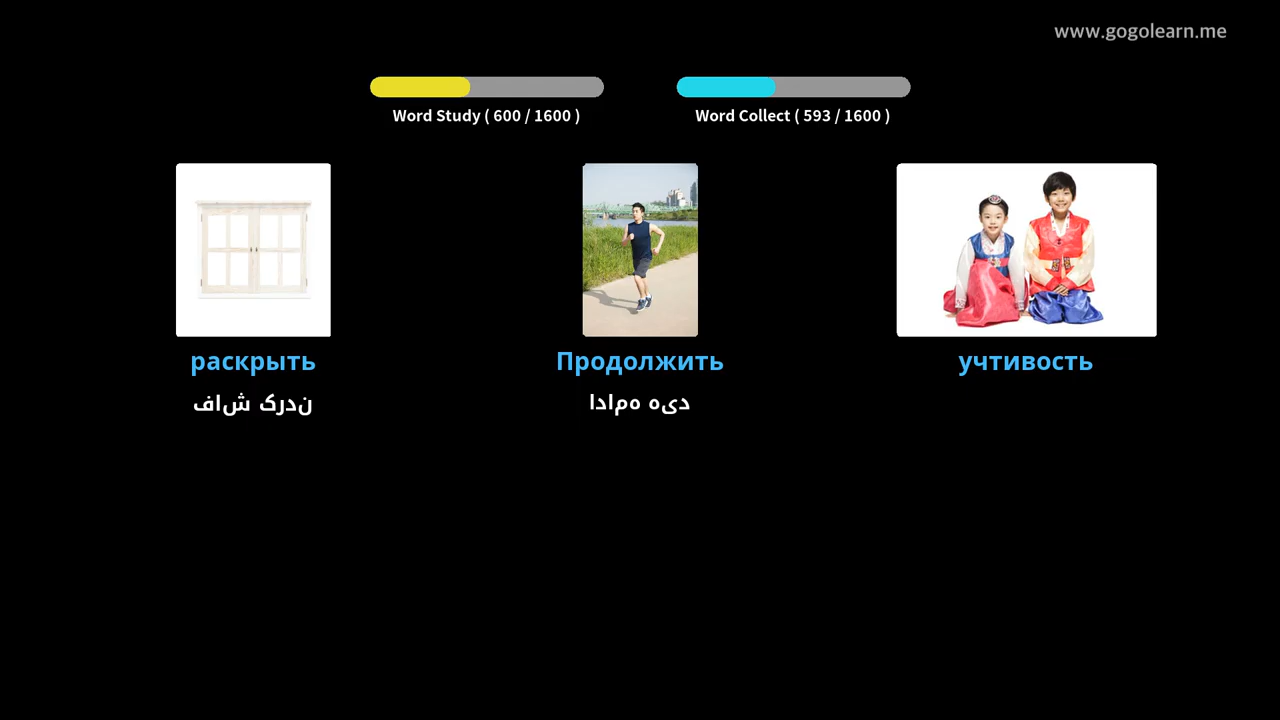 www.gogolearn.me
Word Study ( 600 / 1600 )
Word Collect ( 593 / 1600 )
раскрыть
Продолжить
учтивость
ندرک شاف
دیه همادا